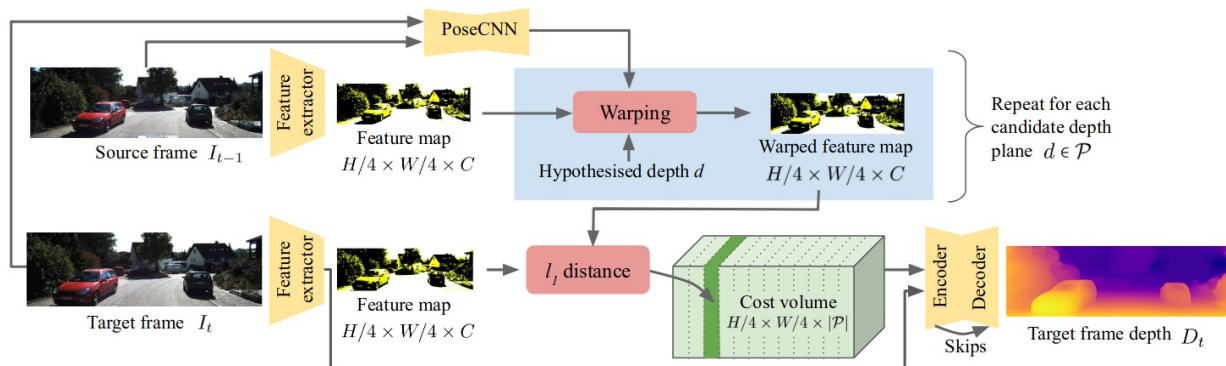 PoseCNN
Feature
extractor
Source frame I_{t-1}
Feature map
H/4 × W/4 × C
Warping
Hypothesised depth d
Warped feature map
H/4 × W/4 × C
Repeat for each
candidate depth
plane d ∈ 𝒫
Feature
extractor
Target frame I_t
Feature map
H/4 × W/4 × C
l_1 distance
Cost volume
H/4 × W/4 × |𝒫|
Encoder
Decoder
Skips
Target frame depth D_t